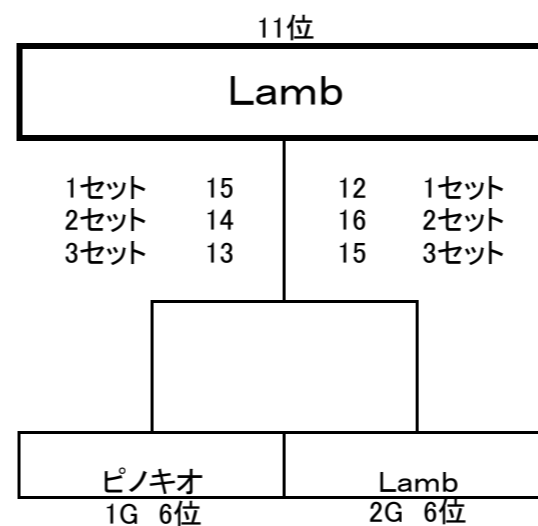 11位
Lamb
1セット 15 12 1セット
2セット 14 16 2セット
3セット 13 15 3セット
ピノキオ Lamb
1G 6位 2G 6位